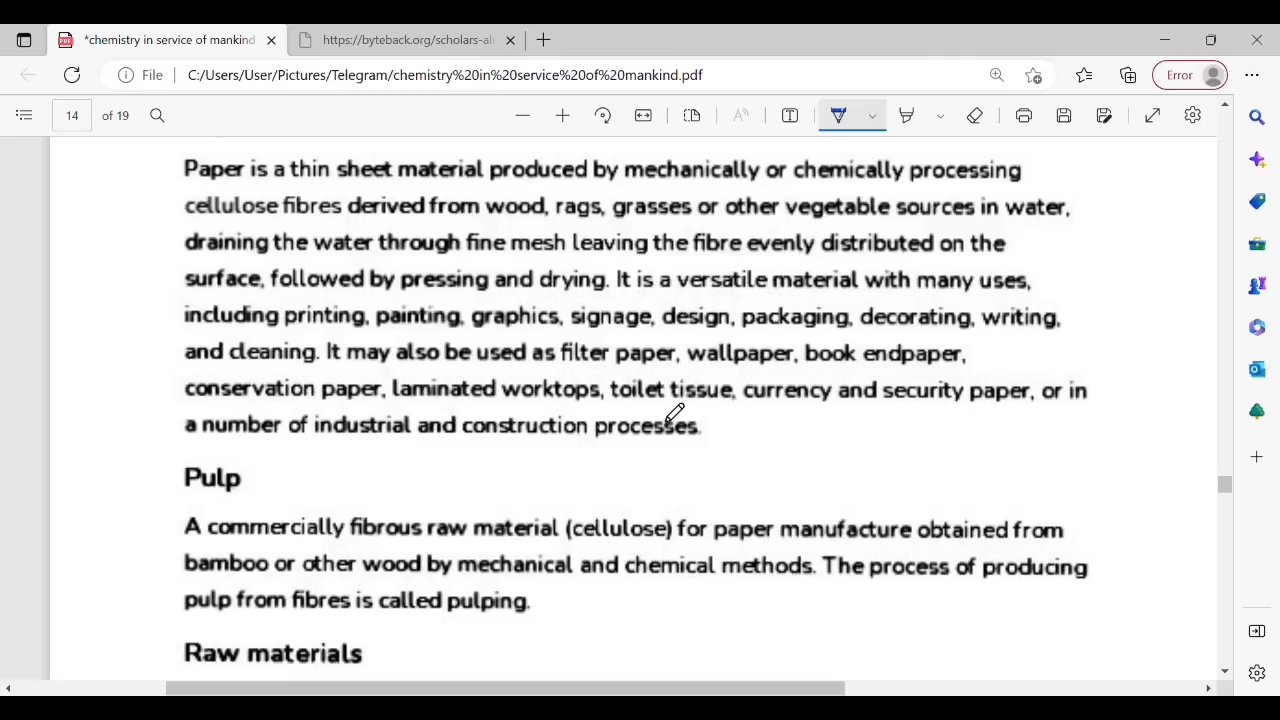 *chemistry in service of mankind
https://byteback.org/scholars-al
File
C:/Users/User/Pictures/Telegram/chemistry%20in%20service%20of%20mankind.pdf
Error
14 of 19
Paper is a thin sheet material produced by mechanically or chemically processing
cellulose fibres derived from wood, rags, grasses or other vegetable sources in water,
draining the water through fine mesh leaving the fibre evenly distributed on the
surface, followed by pressing and drying. It is a versatile material with many uses,
including printing, painting, graphics, signage, design, packaging, decorating, writing,
and cleaning. It may also be used as filter paper, wallpaper, book endpaper,
conservation paper, laminated worktops, toilet tissue, currency and security paper, or in
a number of industrial and construction processes.
Pulp
A commercially fibrous raw material (cellulose) for paper manufacture obtained from
bamboo or other wood by mechanical and chemical methods. The process of producing
pulp from fibres is called pulping.
Raw materials